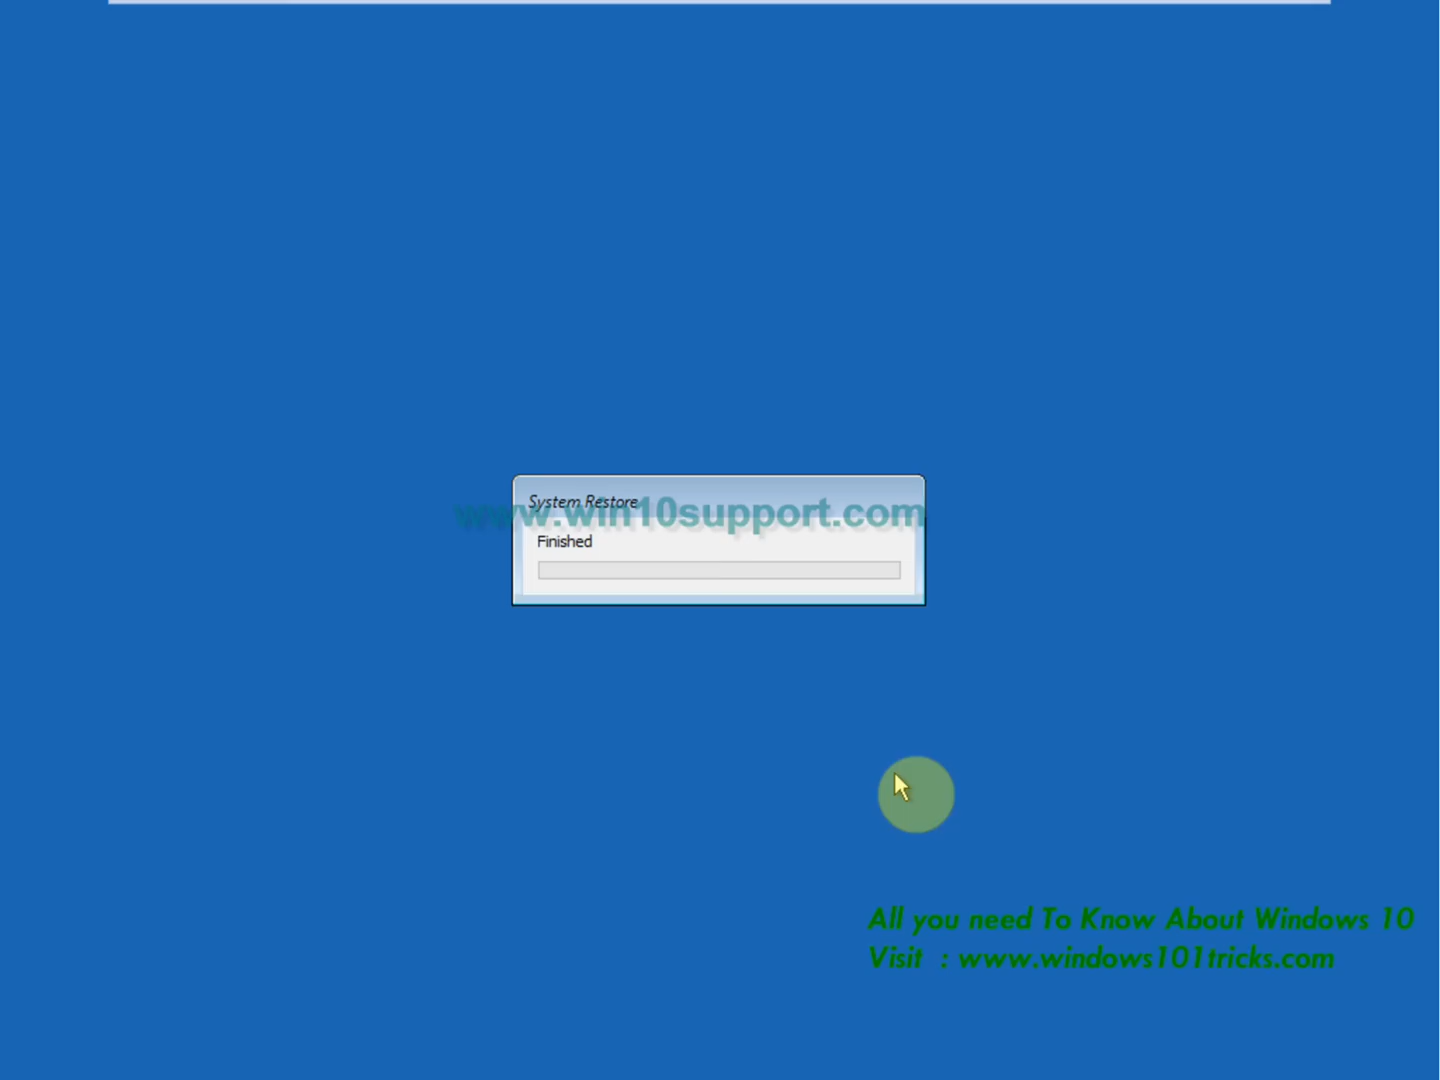 System Restore
www.win10support.com
Finished
All you need To Know About Windows 10
Visit : www.windows101tricks.com